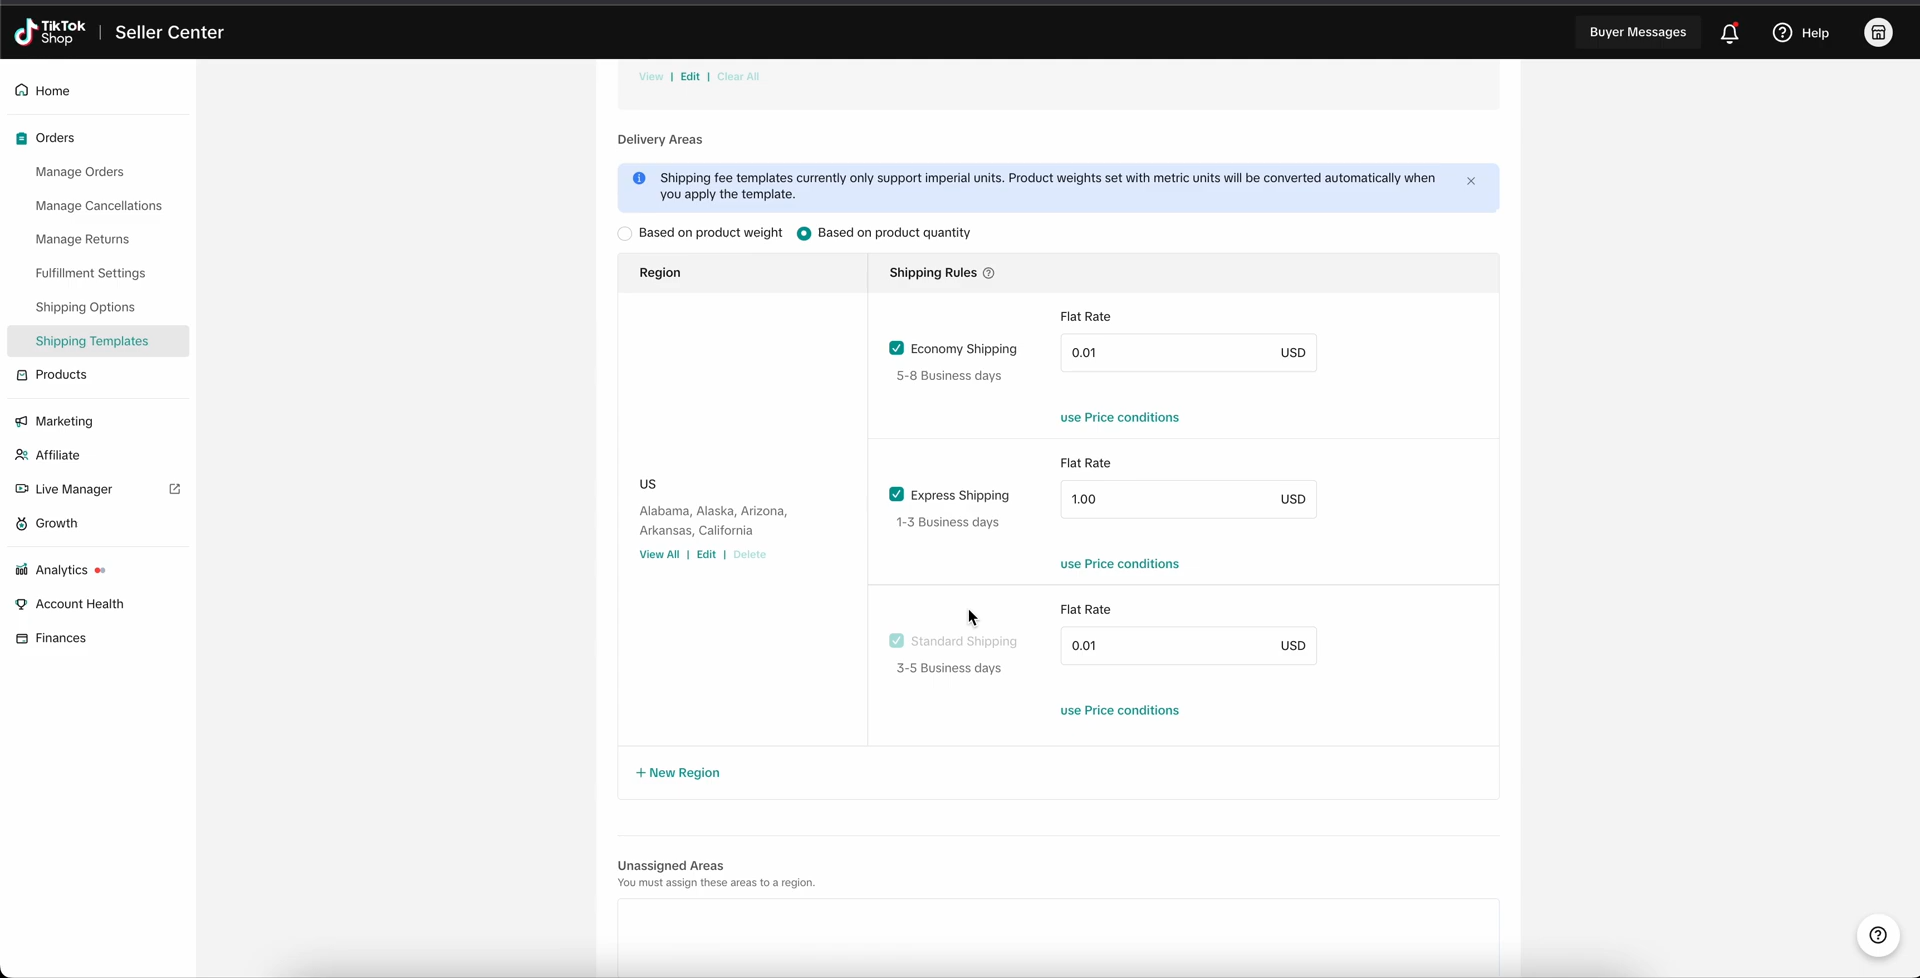 TikTok Shop | Seller Center
Buyer Messages
Help
Home
Orders
Manage Orders
Manage Cancellations
Manage Returns
Fulfillment Settings
Shipping Options
Shipping Templates
Products
Marketing
Affiliate
Live Manager
Growth
Analytics
Account Health
Finances
View | Edit | Clear All
Delivery Areas
Shipping fee templates currently only support imperial units. Product weights set with metric units will be converted automatically when
you apply the template.
Based on product weight
Based on product quantity
Region
Shipping Rules
US
Alabama, Alaska, Arizona,
Arkansas, California
View All | Edit | Delete
Economy Shipping
5-8 Business days
Flat Rate
0.01 USD
use Price conditions
Express Shipping
1-3 Business days
Flat Rate
1.00 USD
use Price conditions
Standard Shipping
3-5 Business days
Flat Rate
0.01 USD
use Price conditions
+ New Region
Unassigned Areas
You must assign these areas to a region.